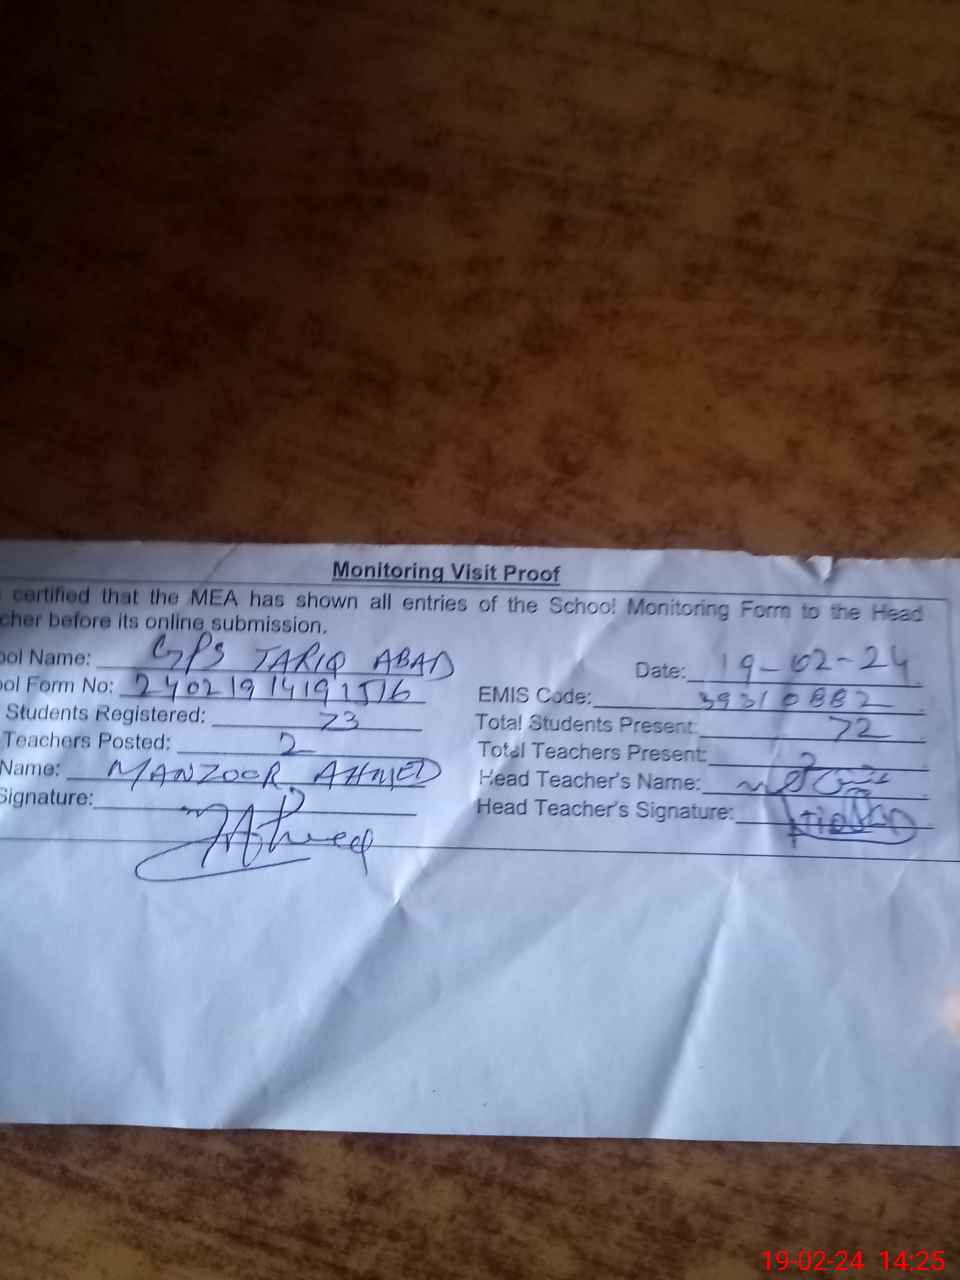 Monitoring Visit Proof
certified that the MEA has shown all entries of the School Monitoring Form to the Head
cher before its online submission.
ool Name: GPS TARIQ ABAD
Date: 19-02-24
ool Form No: 24021914191516
EMIS Code: 39310882
Students Registered: 73
Total Students Present: 72
Teachers Posted: 2
Total Teachers Present: 2
Name: MANZOOR AHMED
Head Teacher's Name:
Signature:
Head Teacher's Signature:
19-02-24 14:25